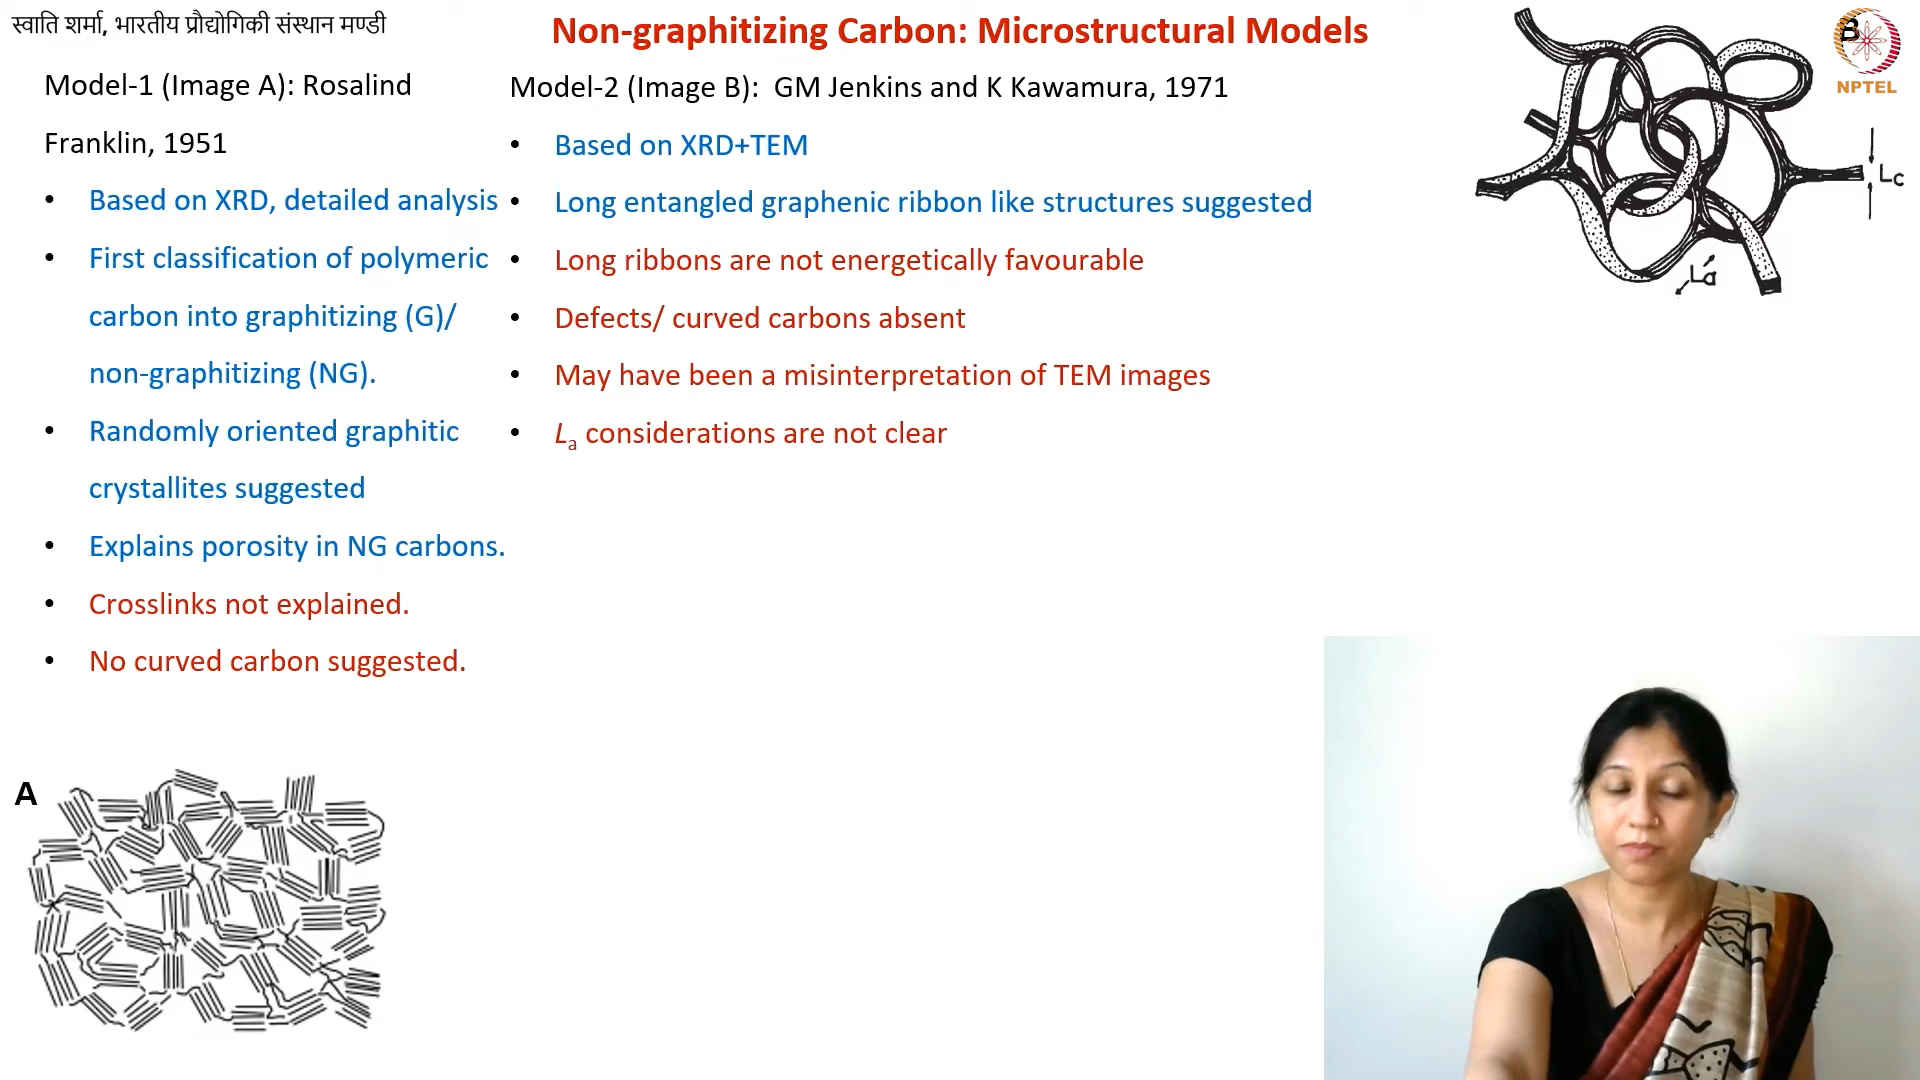 स्वाति शर्मा, भारतीय प्रौद्योगिकी संस्थान मण्डी
Non-graphitizing Carbon: Microstructural Models
Model-1 (Image A): Rosalind
Franklin, 1951
• Based on XRD, detailed analysis
• First classification of polymeric
carbon into graphitizing (G)/
non-graphitizing (NG).
• Randomly oriented graphitic
crystallites suggested
• Explains porosity in NG carbons.
• Crosslinks not explained.
• No curved carbon suggested.
A
Model-2 (Image B): GM Jenkins and K Kawamura, 1971
• Based on XRD+TEM
• Long entangled graphenic ribbon like structures suggested
• Long ribbons are not energetically favourable
• Defects/ curved carbons absent
• May have been a misinterpretation of TEM images
• La considerations are not clear
B
NPTEL
Lc
La